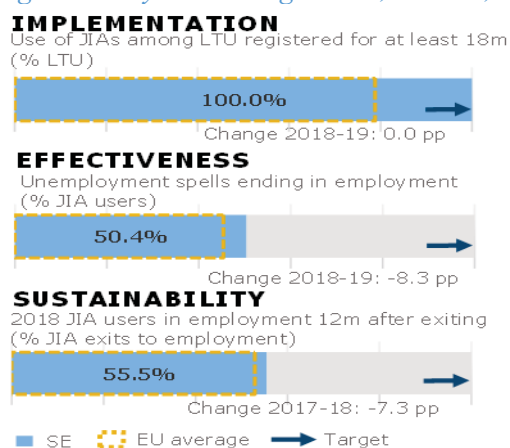 IMPLEMENTATION
Use of JIAs among LTU registered for at least 18m
(% LTU)
100.0%
Change 2018-19: 0.0 pp
EFFECTIVENESS
Unemployment spells ending in employment
(% JIA users)
50.4%
Change 2018-19: -8.3 pp
SUSTAINABILITY
2018 JIA users in employment 12m after exiting
(% JIA exits to employment)
55.5%
Change 2017-18: -7.3 pp
SE EU average Target